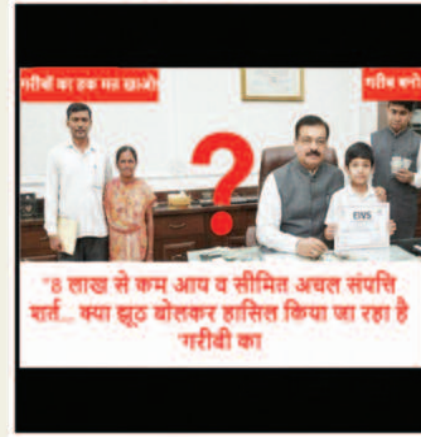 गरीबों का हक मत खाओ
गरीब बनो
?
EWS
"8 लाख से कम आय व सीमित अचल संपत्ति
शर्त... क्या झूठ बोलकर हासिल किया जा रहा है
'गरीबी का